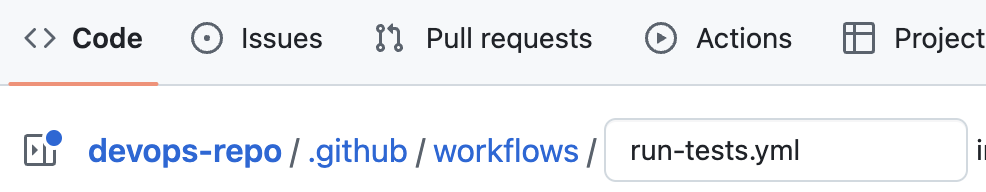 Code Issues Pull requests Actions Project
devops-repo / .github / workflows / run-tests.yml